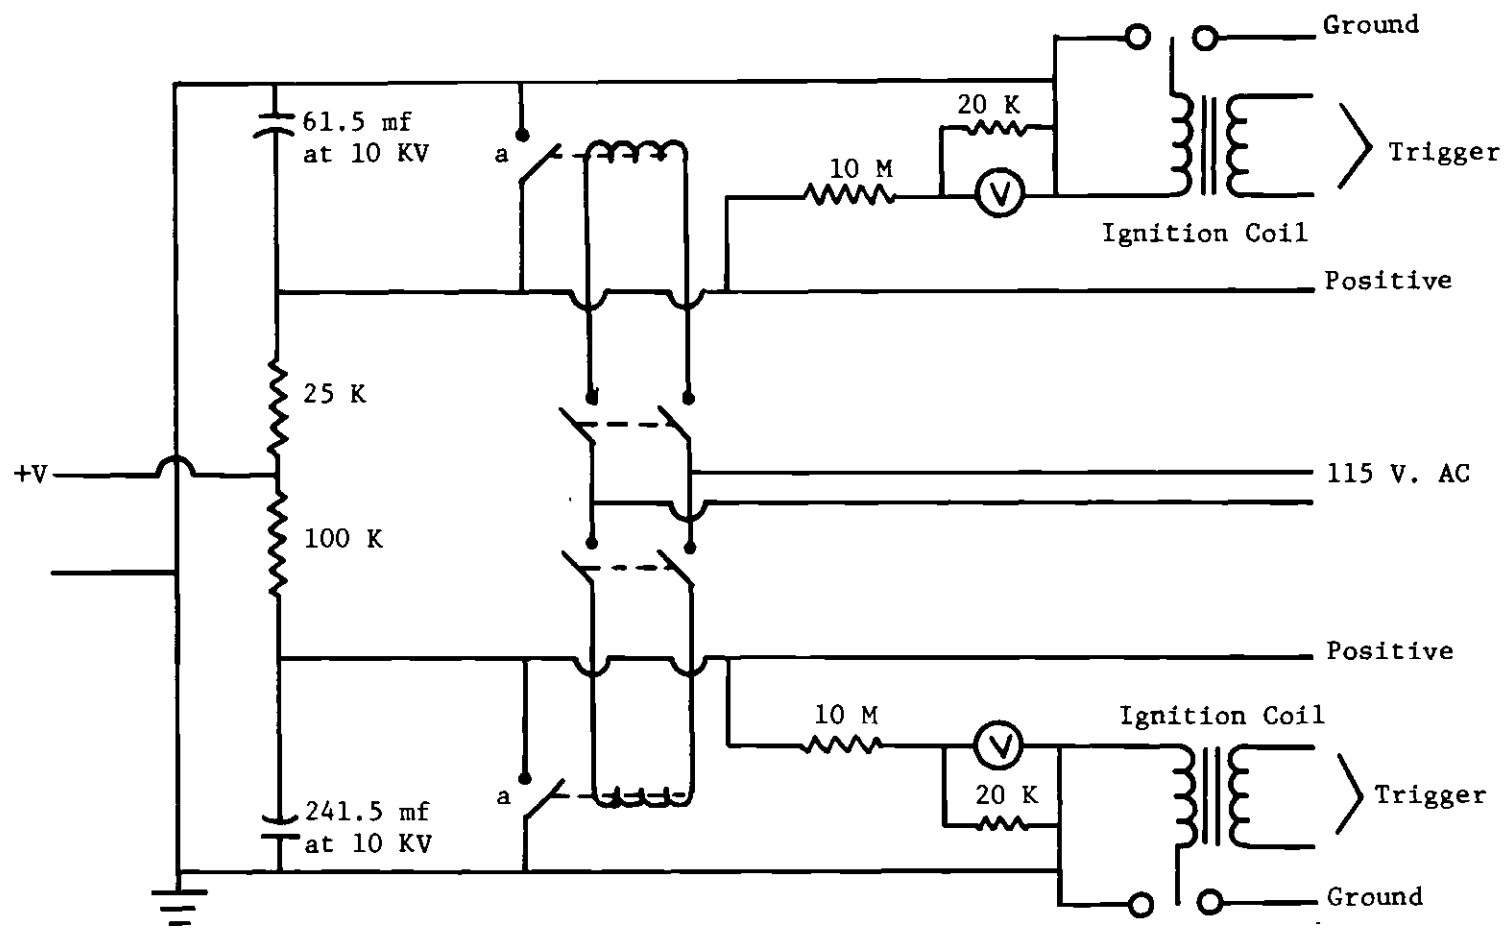 Ground
61.5 mf
at 10 KV
20 K
a
10 M
V
Trigger
Ignition Coil
Positive
25 K
+V
115 V. AC
100 K
Positive
10 M
V
Ignition Coil
a
20 K
Trigger
241.5 mf
at 10 KV
Ground